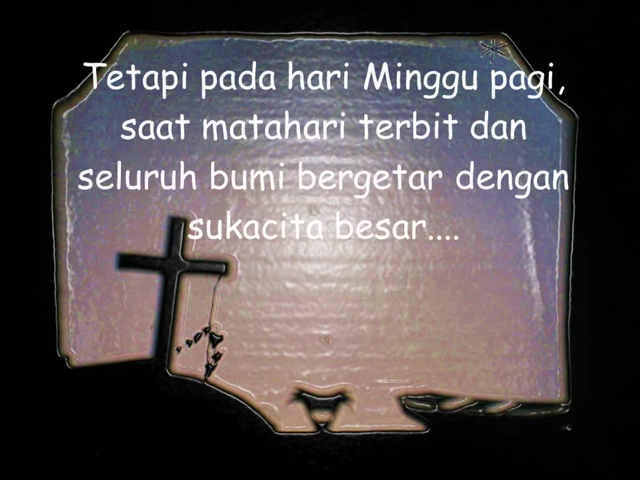 Tetapi pada hari Minggu pagi,
saat matahari terbit dan
seluruh bumi bergetar dengan
sukacita besar....